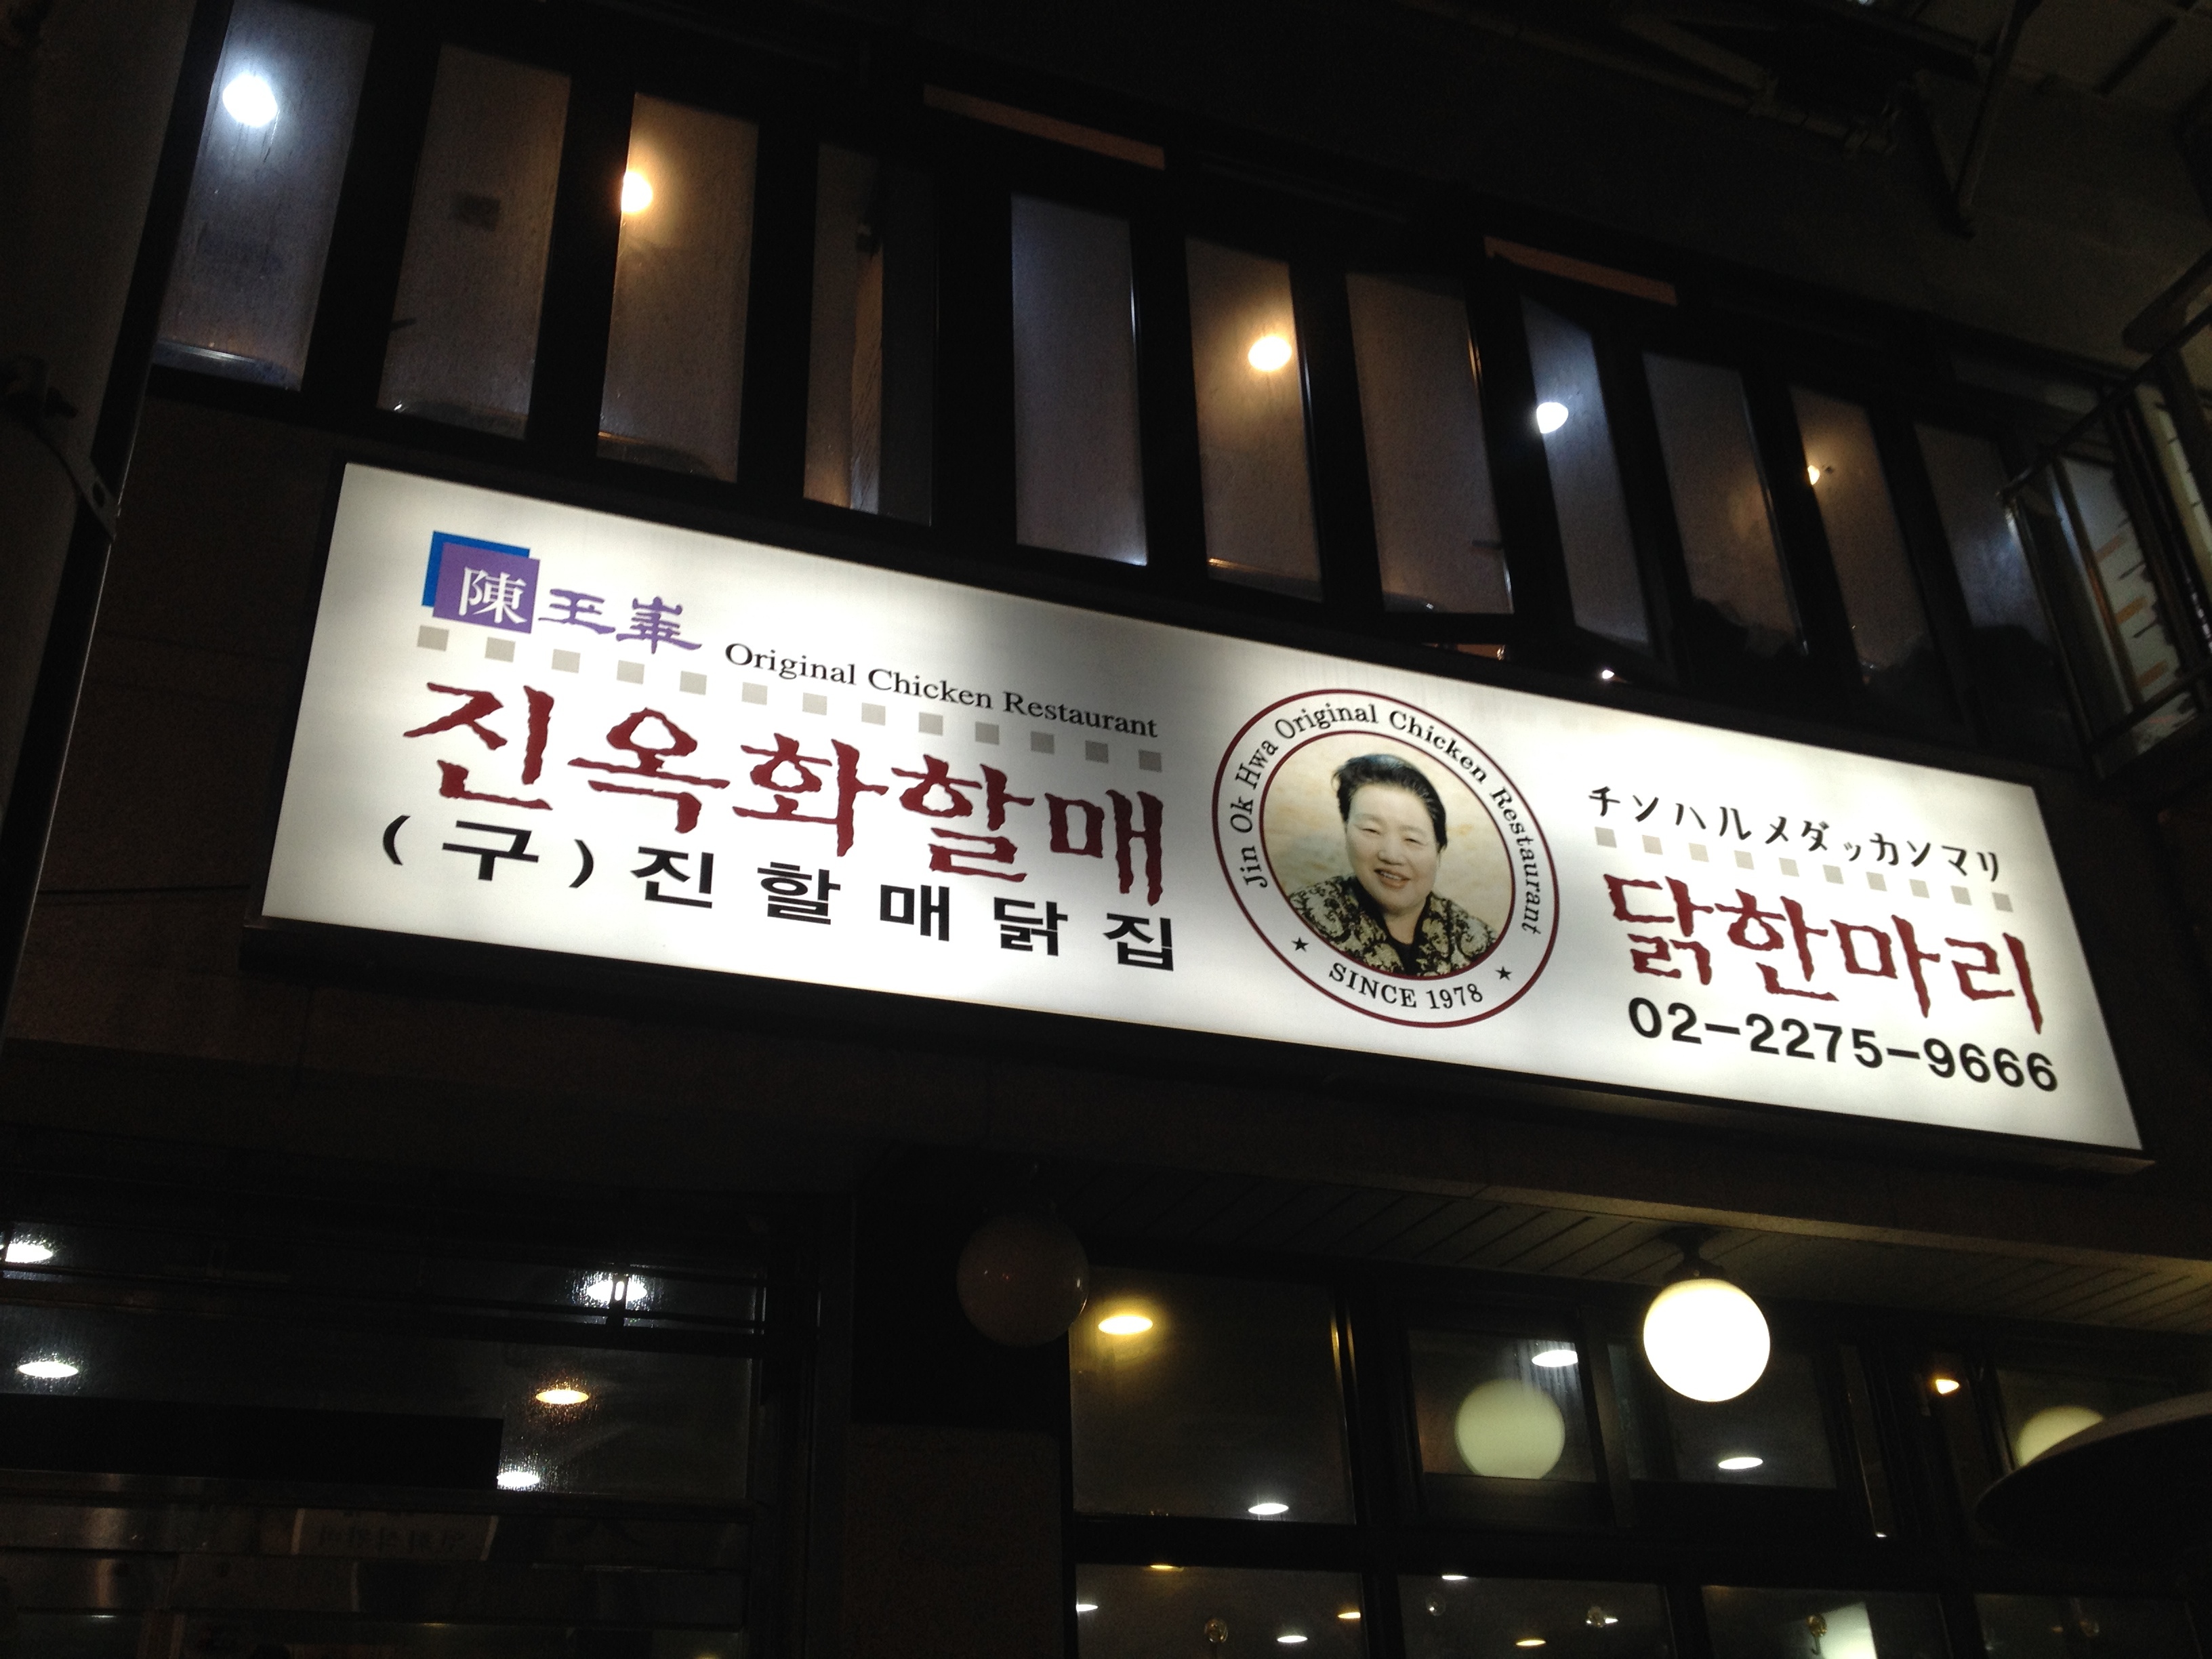 陳玉華
Original Chicken Restaurant
진옥화할매
(구)진할매닭집
Jin Ok Hwa Original Chicken Restaurant
★ SINCE 1978 ★
チンハルメダッカンマリ
닭한마리
02-2275-9666